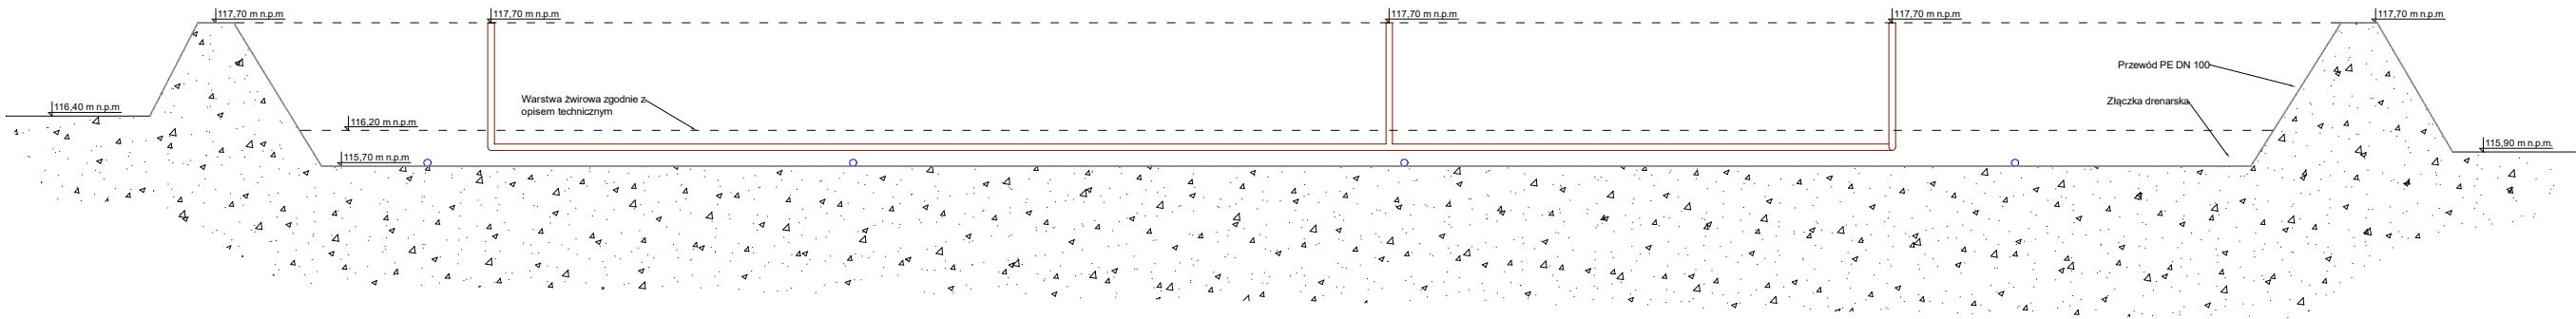 117,70 m n.p.m
117,70 m n.p.m
117,70 m n.p.m
117,70 m n.p.m
117,70 m n.p.m
Przewód PE DN 100
Warstwa żwirowa zgodnie z
opisem technicznym
Złączka drenarska
116,40 m n.p.m
116,20 m n.p.m
115,70 m n.p.m
115,90 m n.p.m.